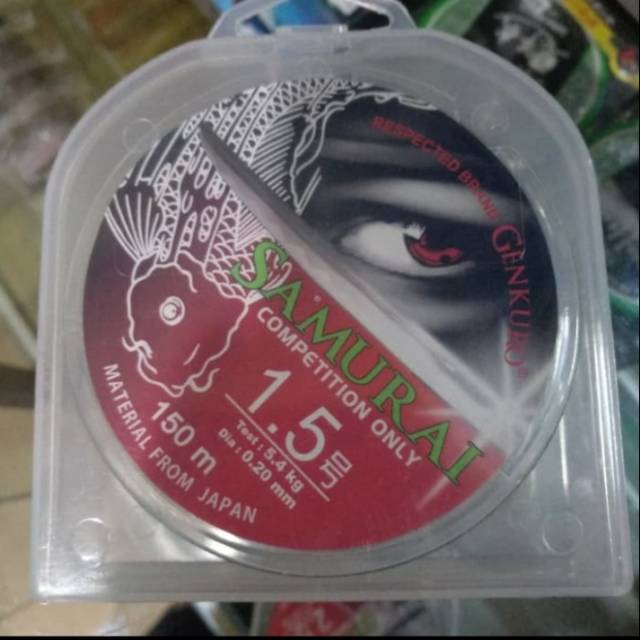 RESPECTED BRAND GENKURO
SAMURAI
COMPETITION ONLY
1.5号
Test : 5.4 kg
Dia : 0.20 mm
150 m
MATERIAL FROM JAPAN